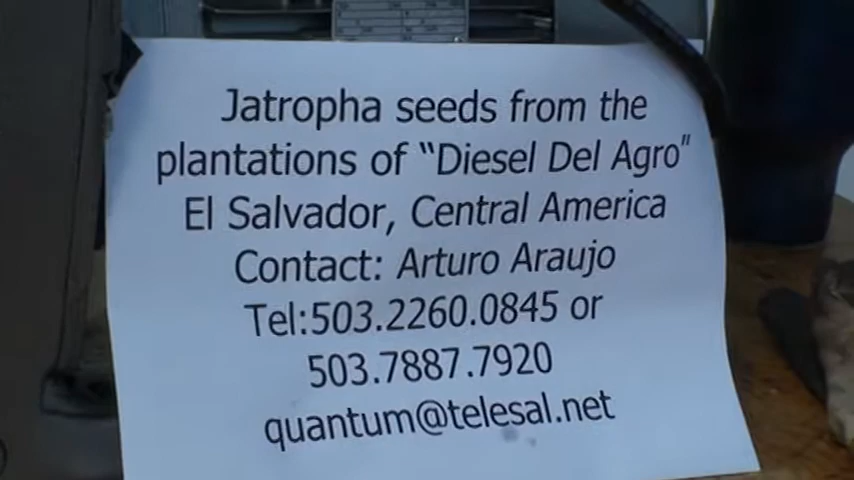 Jatropha seeds from the
plantations of “Diesel Del Agro"
El Salvador, Central America
Contact: Arturo Araujo
Tel:503.2260.0845 or
503.7887.7920
quantum@telesal.net